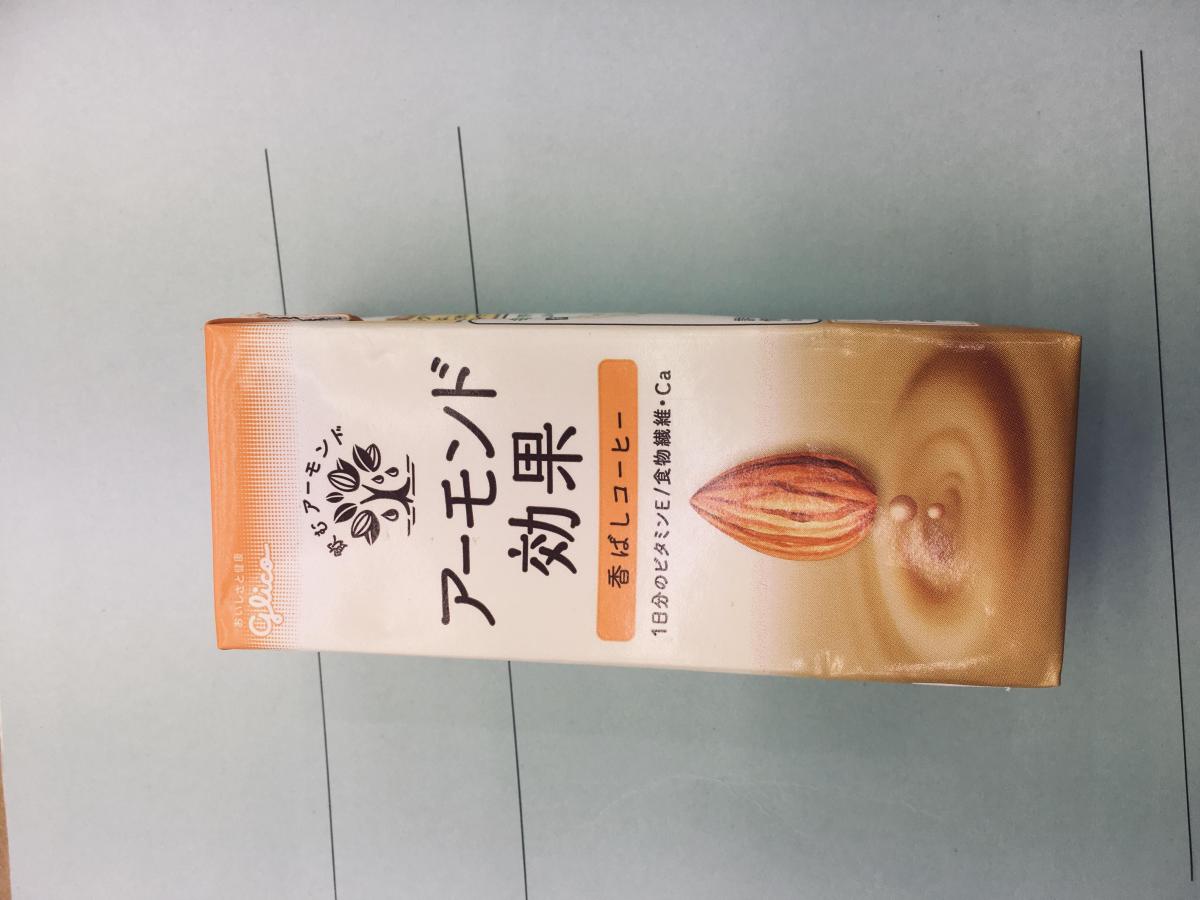 おいしさと健康
Glico
飲むアーモンド
アーモンド
効果
香ばしコーヒー
1日分のビタミンE/食物繊維・Ca